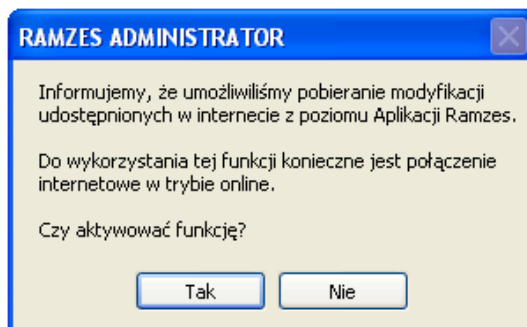 RAMZES ADMINISTRATOR
Informujemy, że umożliwiliśmy pobieranie modyfikacji
udostępnionych w internecie z poziomu Aplikacji Ramzes.
Do wykorzystania tej funkcji konieczne jest połączenie
internetowe w trybie online.
Czy aktywować funkcję?
Tak
Nie